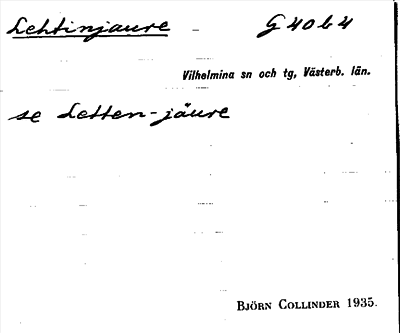 Lehtinjaure - G 40 b 4
Vilhelmina sn och tg, Västerb. län.
se Letten-jäure
BJÖRN COLLINDER 1935.